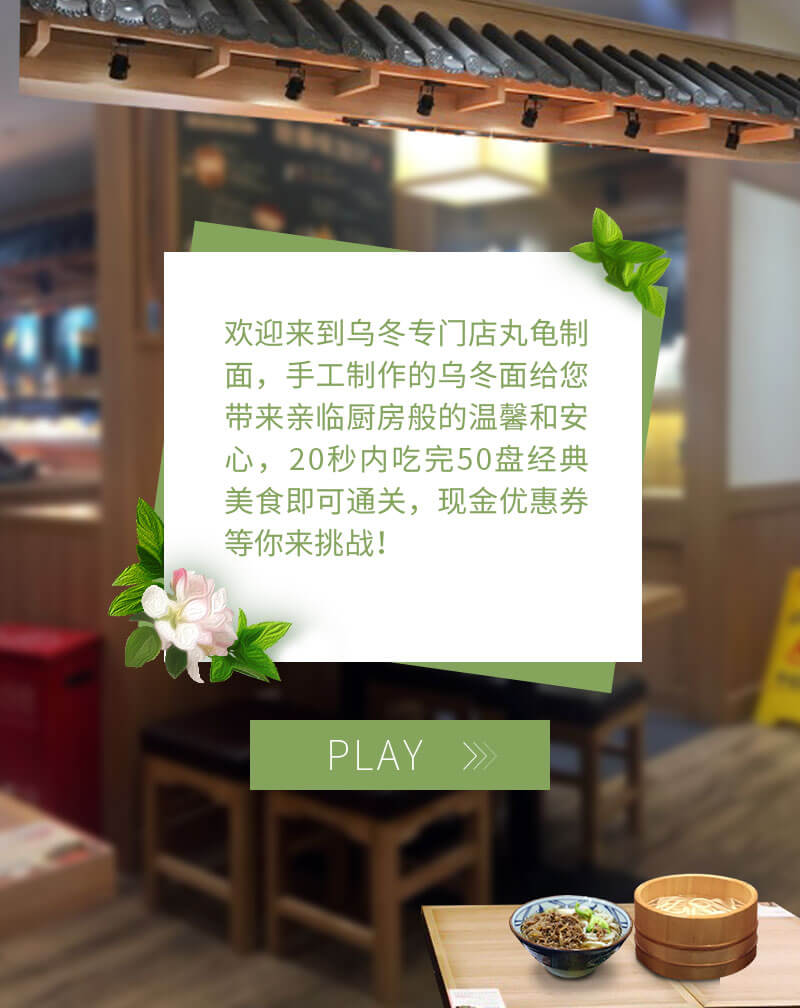 欢迎来到乌冬专门店丸龟制
面，手工制作的乌冬面给您
带来亲临厨房般的温馨和安
心，20秒内吃完50盘经典
美食即可通关，现金优惠券
等你来挑战！
PLAY